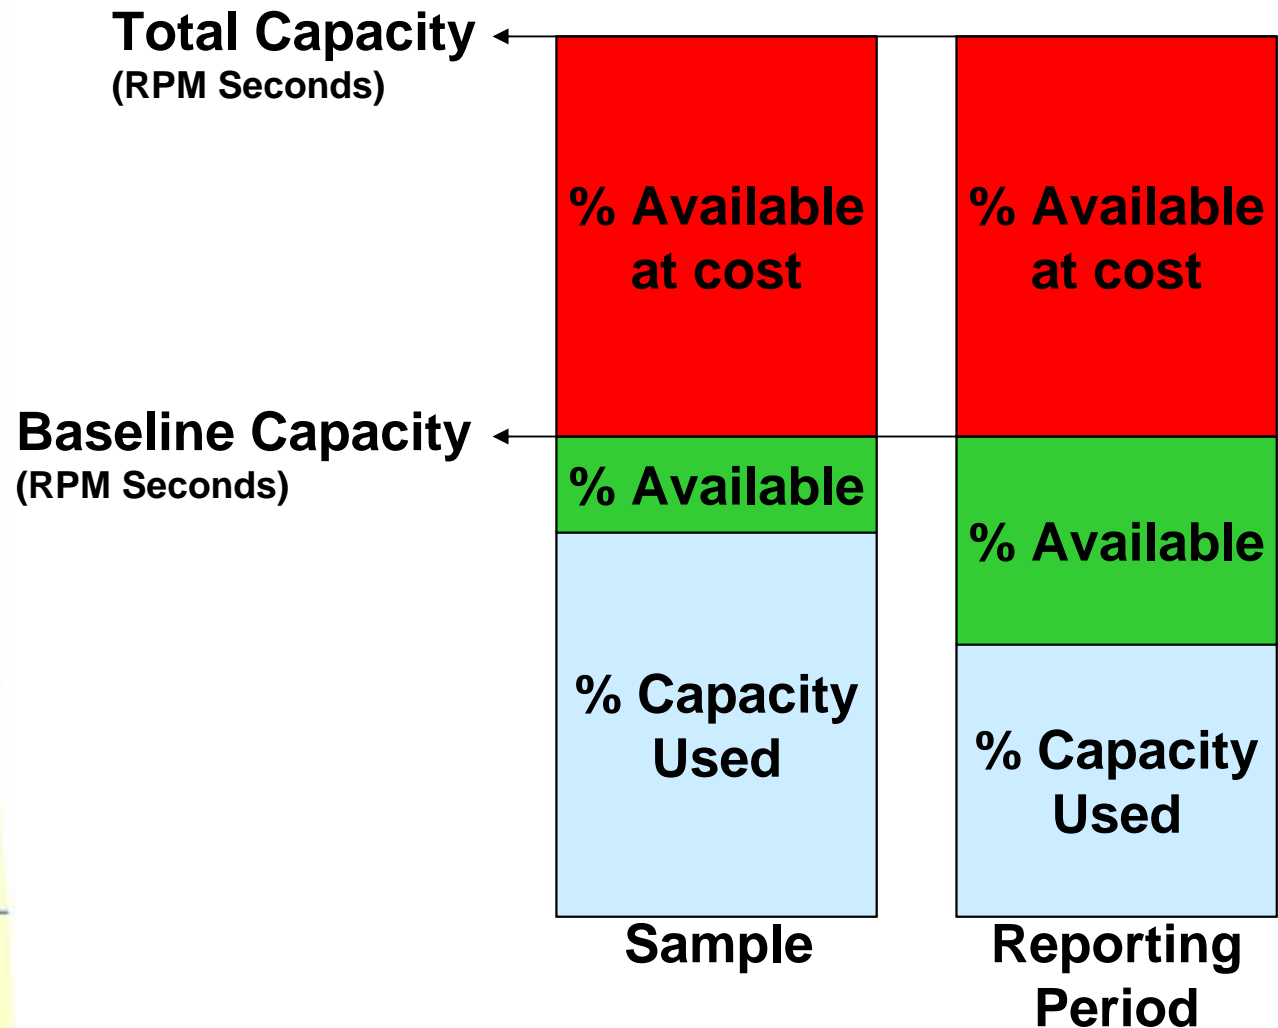 Total Capacity
(RPM Seconds)
% Available
at cost
% Available
at cost
Baseline Capacity
(RPM Seconds)
% Available
% Available
% Capacity
Used
% Capacity
Used
Sample
Reporting
Period